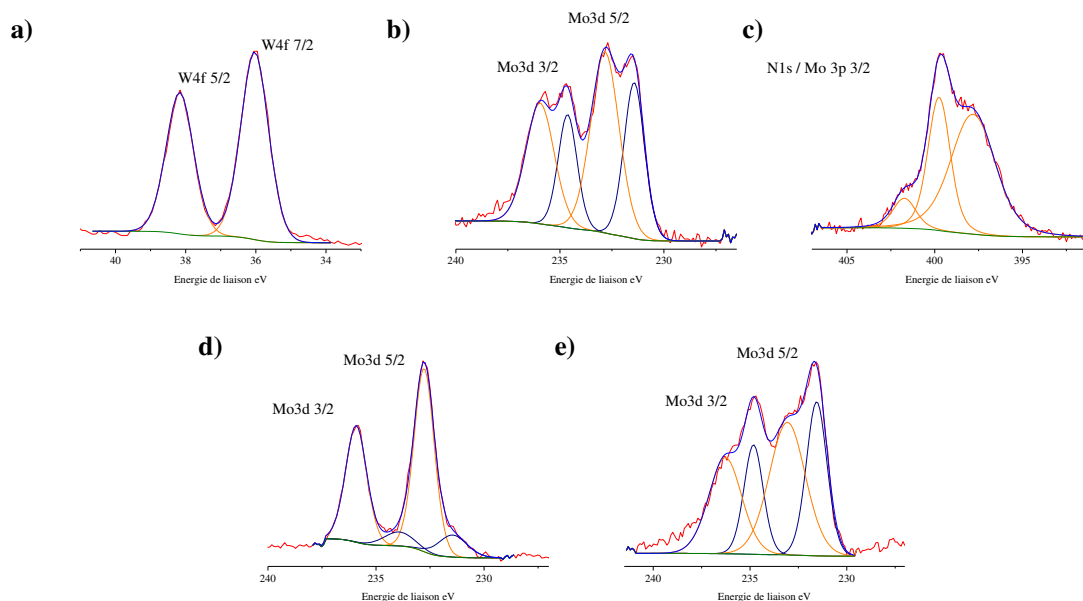 a)
W4f 5/2
W4f 7/2
40
38
36
34
Energie de liaison eV
b)
Mo3d 5/2
Mo3d 3/2
240
235
230
Energie de liaison eV
c)
N1s / Mo 3p 3/2
405
400
395
Energie de liaison eV
d)
Mo3d 5/2
Mo3d 3/2
240
235
230
Energie de liaison eV
e)
Mo3d 5/2
Mo3d 3/2
240
235
230
Energie de liaison eV